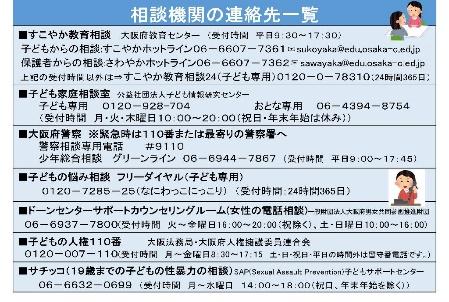 相談機関の連絡先一覧
■すこやか教育相談　大阪府教育センター　(受付時間　平日9:30〜17:30)
子どもからの相談:すこやかホットライン06-6607-7361✉sukoyaka@edu.osaka-c.ed.jp
保護者からの相談:さわやかホットライン06-6607-7362✉sawayaka@edu.osaka-c.ed.jp
上記の受付時間以外は⇒すこやか教育相談24(子ども専用)0120-0-78310(24時間365日)
■子ども家庭相談室　公益社団法人子ども情報研究センター
子ども専用　0120-928-704　　おとな専用　06-4394-8754
(受付時間　月・火・木曜日10:00〜20:00(祝日・年末年始は休み))
■大阪府警察　※緊急時は110番または最寄りの警察署へ
警察相談専用電話　#9110
少年総合相談　グリーンライン　06-6944-7867　(受付時間　平日9:00〜17:45)
■子どもの悩み相談　フリーダイヤル(子ども専用)
0120-7285-25(なにわっこにっこり)　(受付時間:24時間365日)
■ドーンセンターサポートカウンセリングルーム(女性の電話相談)一般財団法人大阪府男女共同参画推進財団
06-6937-7800(受付時間　火〜金曜日16:00〜20:00(祝除く)、土・日曜日10:00〜16:00)
■子どもの人権110番　大阪法務局・大阪府人権擁護委員連合会
0120-007-110(受付時間　月〜金曜日8:30〜17:15　土・日・祝日・平日の時間外は留守番電話です。)
■サチッコ(19歳までの子どもの性暴力の相談)SAP(Sexual Assault Prevention)子どもサポートセンター
06-6632-0699　(受付時間　月〜水曜日　14:00〜18:00(祝日、年末年始を除く))